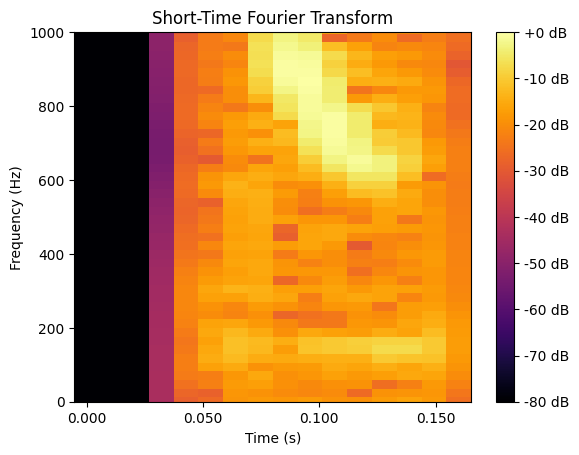 Short-Time Fourier Transform
Frequency (Hz)
1000
800
600
400
200
0
0.000
0.050
0.100
0.150
Time (s)
+0 dB
-10 dB
-20 dB
-30 dB
-40 dB
-50 dB
-60 dB
-70 dB
-80 dB